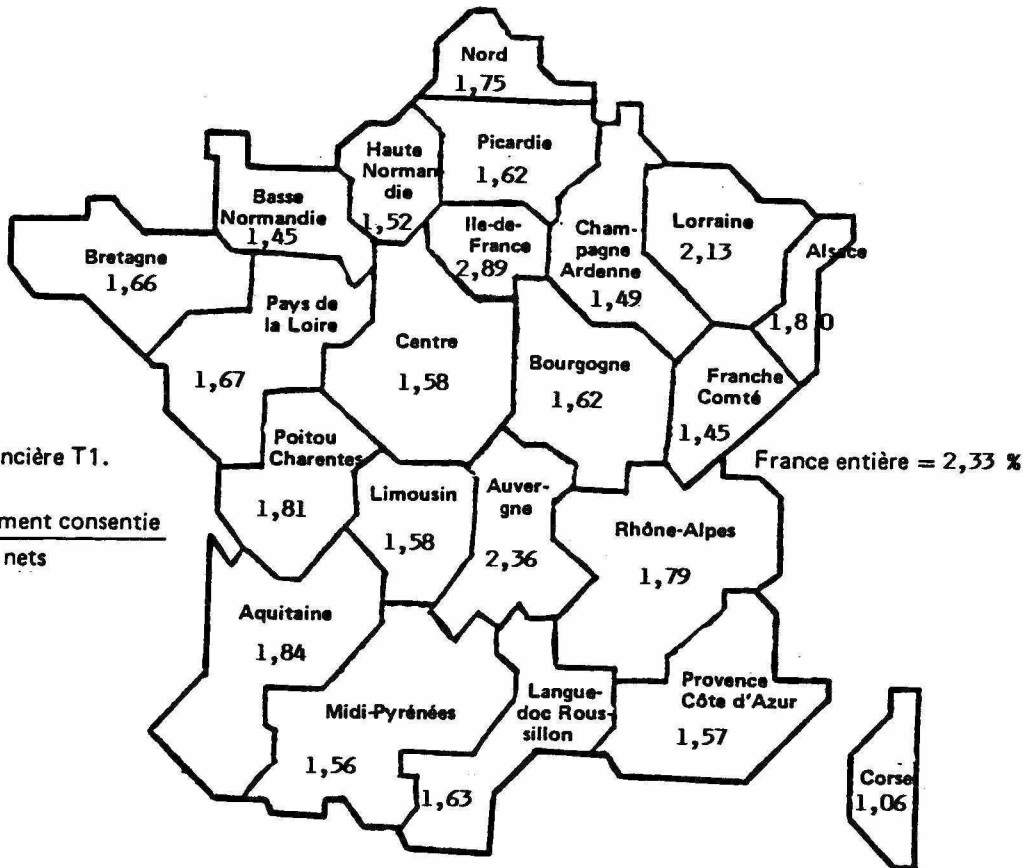 Nord
1,75
Picardie
1,62
Haute
Norman
die
1,52
Basse
Normandie
1,45
Ile-de-
France
2,89
Cham-
pagne
Ardenne
1,49
Lorraine
2,13
Alsace
1,80
Bretagne
1,66
Pays de
la Loire
1,67
Centre
1,58
Bourgogne
1,62
Franche
Comté
1,45
Poitou
Charentes
1,81
Limousin
1,58
Auver-
gne
2,36
Rhône-Alpes
1,79
France entière = 2,33 %
ncière T1.
ment consentie
nets
Aquitaine
1,84
Midi-Pyrénées
1,56
Langue-
doc Rous-
sillon
1,63
Provence
Côte d'Azur
1,57
Corse
1,06